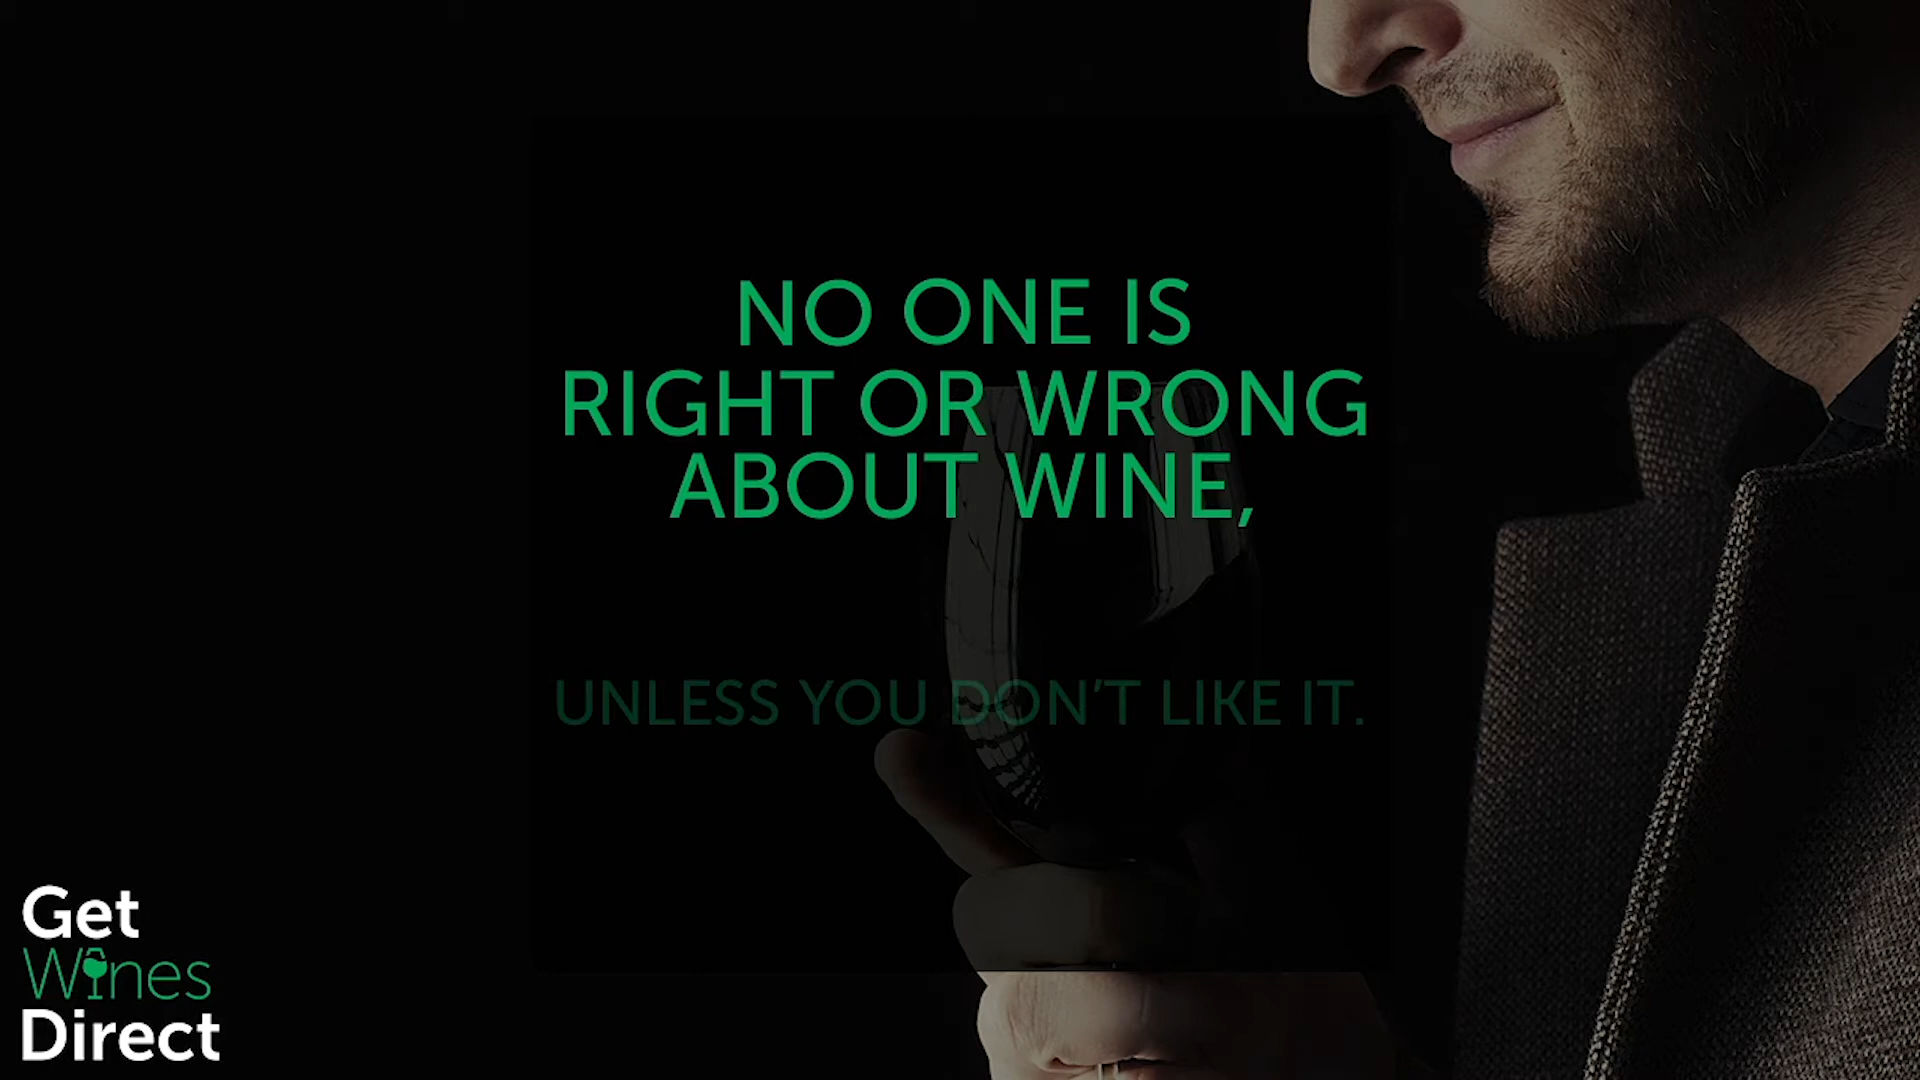 NO ONE IS
RIGHT OR WRONG
ABOUT WINE,
UNLESS YOU DON'T LIKE IT.
Get
Wines
Direct